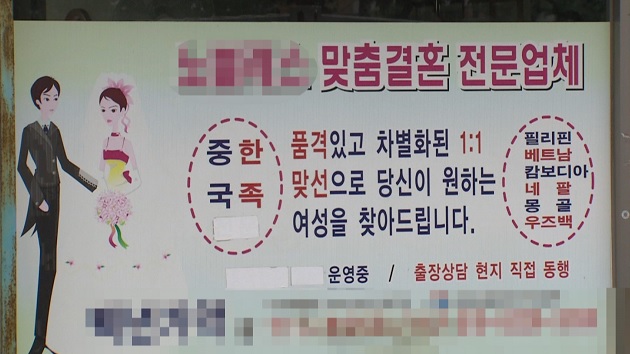 맞춤결혼 전문업체
중 한
국 족
품격있고 차별화된 1:1
맞선으로 당신이 원하는
여성을 찾아드립니다.
필리핀
베트남
캄보디아
네 팔
몽 골
우즈백
운영중 / 출장상담 현지 직접 동행